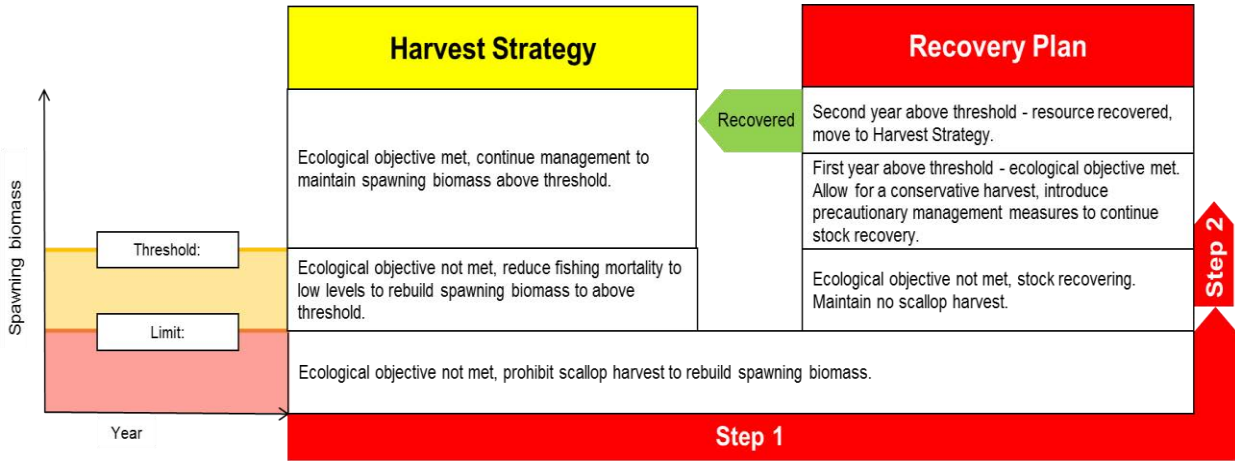 Harvest Strategy
Recovery Plan
Spawning biomass
Ecological objective met, continue management to
maintain spawning biomass above threshold.
Recovered
Second year above threshold - resource recovered,
move to Harvest Strategy.
First year above threshold - ecological objective met.
Allow for a conservative harvest, introduce
precautionary management measures to continue
stock recovery.
Threshold:
Ecological objective not met, reduce fishing mortality to
low levels to rebuild spawning biomass to above
threshold.
Ecological objective not met, stock recovering.
Maintain no scallop harvest.
Step 2
Limit:
Ecological objective not met, prohibit scallop harvest to rebuild spawning biomass.
Year
Step 1